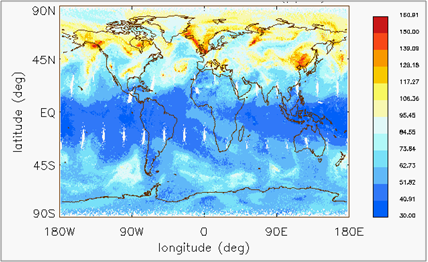 90N
45N
EQ
45S
90S
latitude (deg)
180W 90W 0 90E 180E
longitude (deg)
150.91
150.00
139.09
128.18
117.27
106.36
95.45
84.55
73.64
62.73
51.82
40.91
30.00